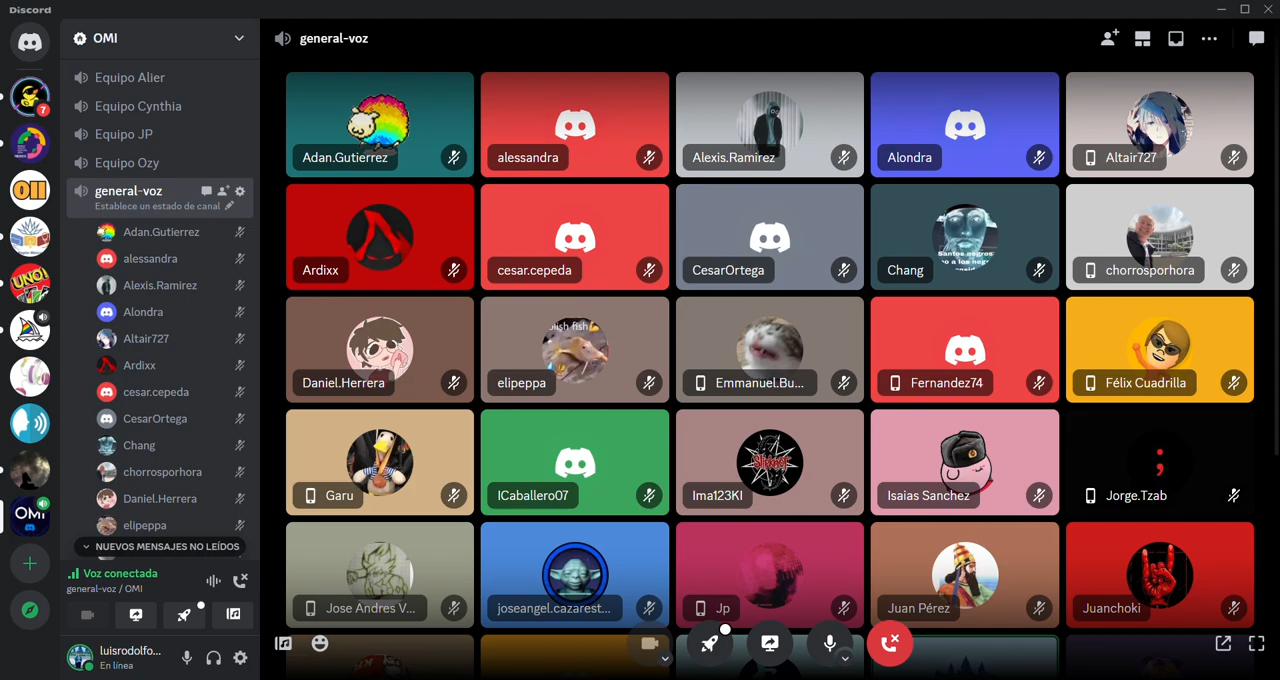 Discord
OMI
Equipo Alier
Equipo Cynthia
Equipo JP
Equipo Ozy
general-voz
Establece un estado de canal
Adan.Gutierrez
alessandra
Alexis.Ramirez
Alondra
Altair727
Ardixx
cesar.cepeda
CesarOrtega
Chang
chorrosporhora
Daniel.Herrera
elipeppa
NUEVOS MENSAJES NO LEÍDOS
Voz conectada
general-voz / OMI
luisrodolfo...
En línea
7
OII
UNO!
OMI
general-voz
Adan.Gutierrez
alessandra
Alexis.Ramirez
Alondra
Altair727
Ardixx
cesar.cepeda
CesarOrtega
Chang
chorrosporhora
Daniel.Herrera
elipeppa
Emmanuel.Bu...
Fernandez74
Félix Cuadrilla
Garu
ICaballero07
Ima123KI
Isaias Sanchez
Jorge.Tzab
Jose Andres V...
joseangel.cazarest...
Jp
Juan Pérez
Juanchoki